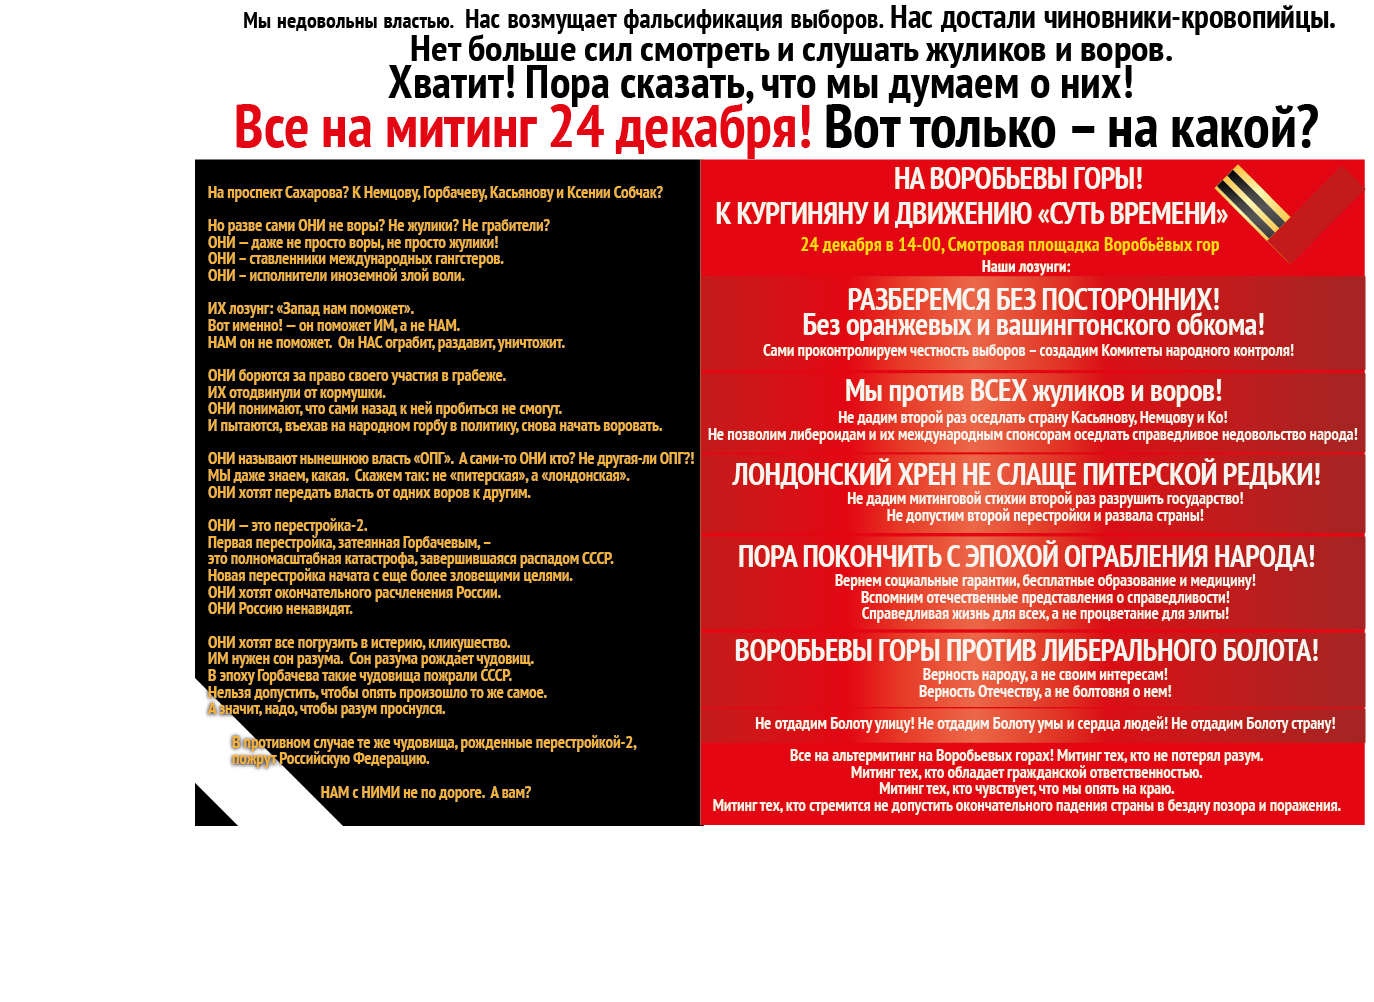 Мы недовольны властью. Нас возмущает фальсификация выборов. Нас достали чиновники-кровопийцы.
Нет больше сил смотреть и слушать жуликов и воров.
Хватит! Пора сказать, что мы думаем о них!
Все на митинг 24 декабря! Вот только – на какой?
На проспект Сахарова? К Немцову, Горбачеву, Касьянову и Ксении Собчак?
Но разве сами ОНИ не воры? Не жулики? Не грабители?
ОНИ — даже не просто воры, не просто жулики!
ОНИ – ставленники международных гангстеров.
ОНИ – исполнители иноземной злой воли.
ИХ лозунг: «Запад нам поможет».
Вот именно! — он поможет ИМ, а не НАМ.
НАМ он не поможет. Он НАС ограбит, раздавит, уничтожит.
ОНИ борются за право своего участия в грабеже.
ИХ отодвинули от кормушки.
ОНИ понимают, что сами назад к ней пробиться не смогут.
И пытаются, въехав на народном горбу в политику, снова начать воровать.
ОНИ называют нынешнюю власть «ОПГ». А сами-то ОНИ кто? Не другая-ли ОПГ?!
МЫ даже знаем, какая. Скажем так: не «питерская», а «лондонская».
ОНИ хотят передать власть от одних воров к другим.
ОНИ — это перестройка-2.
Первая перестройка, затеянная Горбачевым, –
это полномасштабная катастрофа, завершившаяся распадом СССР.
Новая перестройка начата с еще более зловещими целями.
ОНИ хотят окончательного расчленения России.
ОНИ Россию ненавидят.
ОНИ хотят все погрузить в истерию, кликушество.
ИМ нужен сон разума. Сон разума рождает чудовищ.
В эпоху Горбачева такие чудовища пожрали СССР.
Нельзя допустить, чтобы опять произошло то же самое.
А значит, надо, чтобы разум проснулся.
В противном случае те же чудовища, рожденные перестройкой-2,
пожрут Российскую Федерацию.
НАМ с НИМИ не по дороге. А вам?
НА ВОРОБЬЕВЫ ГОРЫ!
К КУРГИНЯНУ И ДВИЖЕНИЮ «СУТЬ ВРЕМЕНИ»
24 декабря в 14-00, Смотровая площадка Воробьёвых гор
Наши лозунги:
РАЗБЕРЕМСЯ БЕЗ ПОСТОРОННИХ!
Без оранжевых и вашингтонского обкома!
Сами проконтролируем честность выборов – создадим Комитеты народного контроля!
Мы против ВСЕХ жуликов и воров!
Не дадим второй раз оседлать страну Касьянову, Немцову и Ко!
Не позволим либероидам и их международным спонсорам оседлать справедливое недовольство народа!
ЛОНДОНСКИЙ ХРЕН НЕ СЛАЩЕ ПИТЕРСКОЙ РЕДЬКИ!
Не дадим митинговой стихии второй раз разрушить государство!
Не допустим второй перестройки и развала страны!
ПОРА ПОКОНЧИТЬ С ЭПОХОЙ ОГРАБЛЕНИЯ НАРОДА!
Вернем социальные гарантии, бесплатные образование и медицину!
Вспомним отечественные представления о справедливости!
Справедливая жизнь для всех, а не процветание для элиты!
ВОРОБЬЕВЫ ГОРЫ ПРОТИВ ЛИБЕРАЛЬНОГО БОЛОТА!
Верность народу, а не своим интересам!
Верность Отечеству, а не болтовня о нем!
Не отдадим Болоту улицу! Не отдадим Болоту умы и сердца людей! Не отдадим Болоту страну!
Все на альтермитинг на Воробьевых горах! Митинг тех, кто не потерял разум.
Митинг тех, кто обладает гражданской ответственностью.
Митинг тех, кто чувствует, что мы опять на краю.
Митинг тех, кто стремится не допустить окончательного падения страны в бездну позора и поражения.